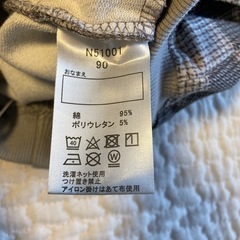 N51001
90
おなまえ
綿 95%
ポリウレタン 5%
40
洗濯ネット使用
つけ置き禁止
アイロン掛けはあて布使用